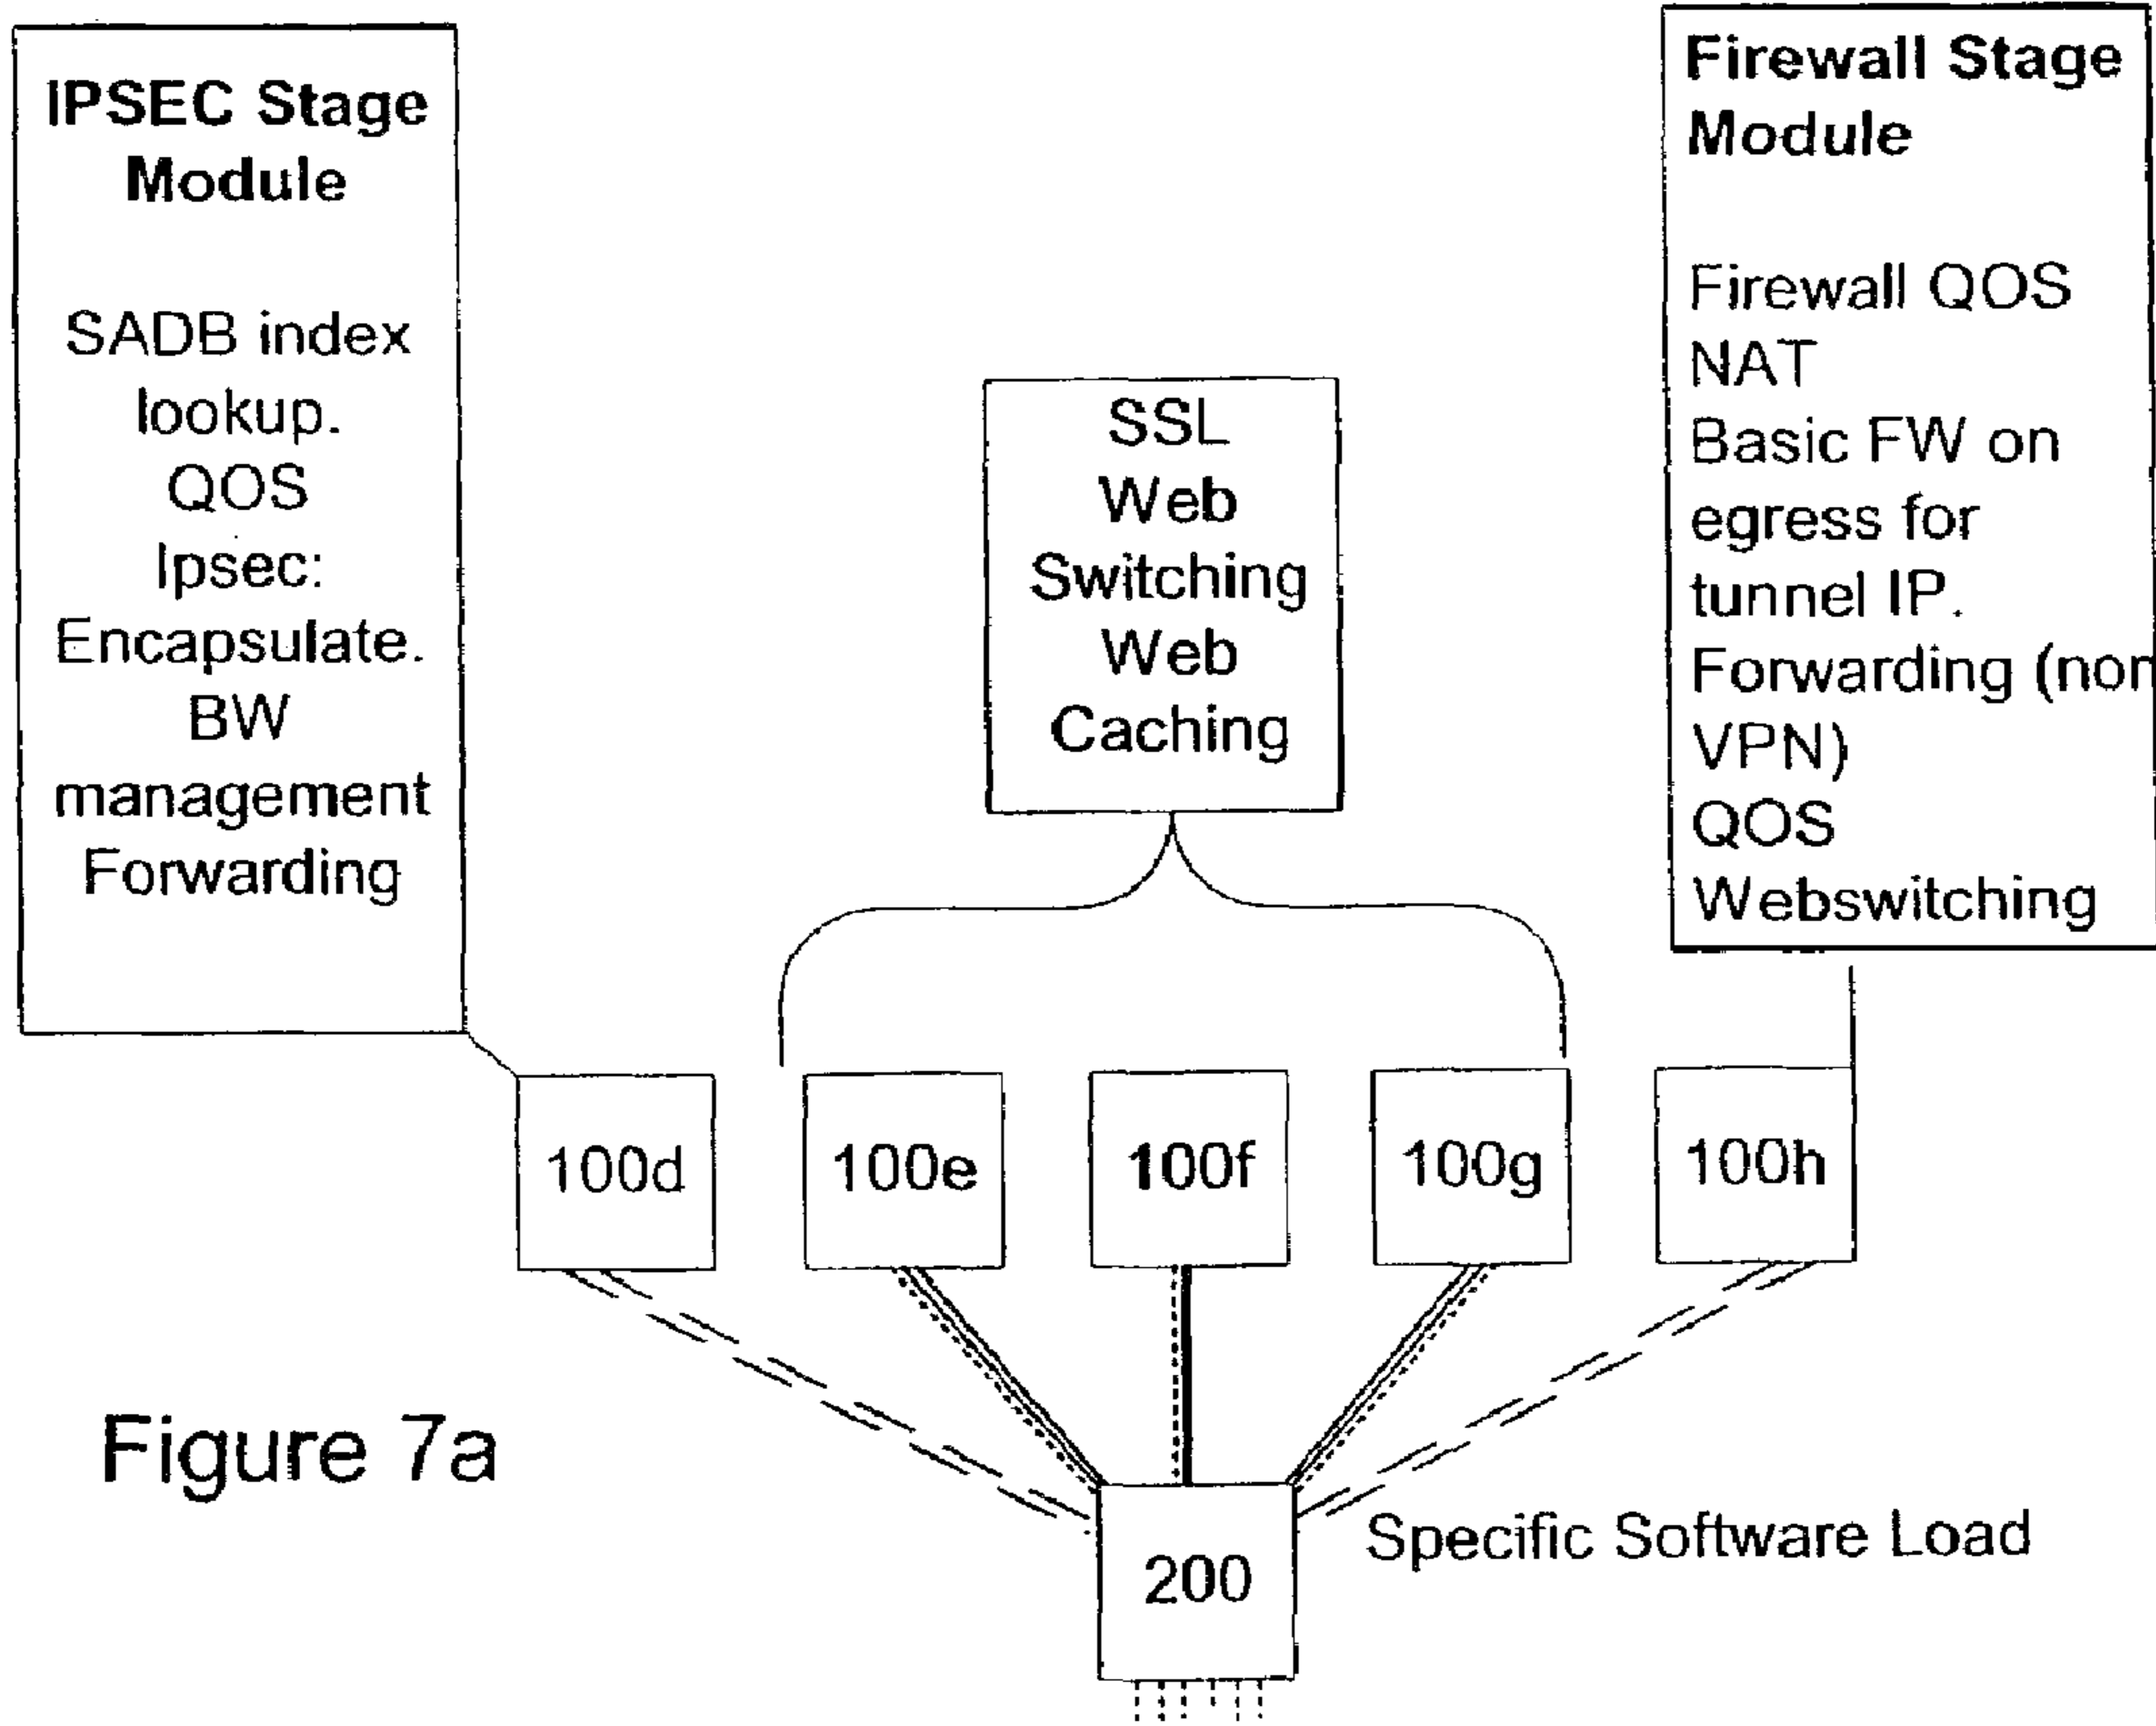 IPSEC Stage
Module
SADB index
lookup.
QOS
Ipsec:
Encapsulate.
BW
management
Forwarding
SSL
Web
Switching
Web
Caching
Firewall Stage
Module
Firewall QOS
NAT
Basic FW on
egress for
tunnel IP.
Forwarding (non
VPN)
QOS
Webswitching
100d
100e
100f
100g
100h
200
Specific Software Load
Figure 7a